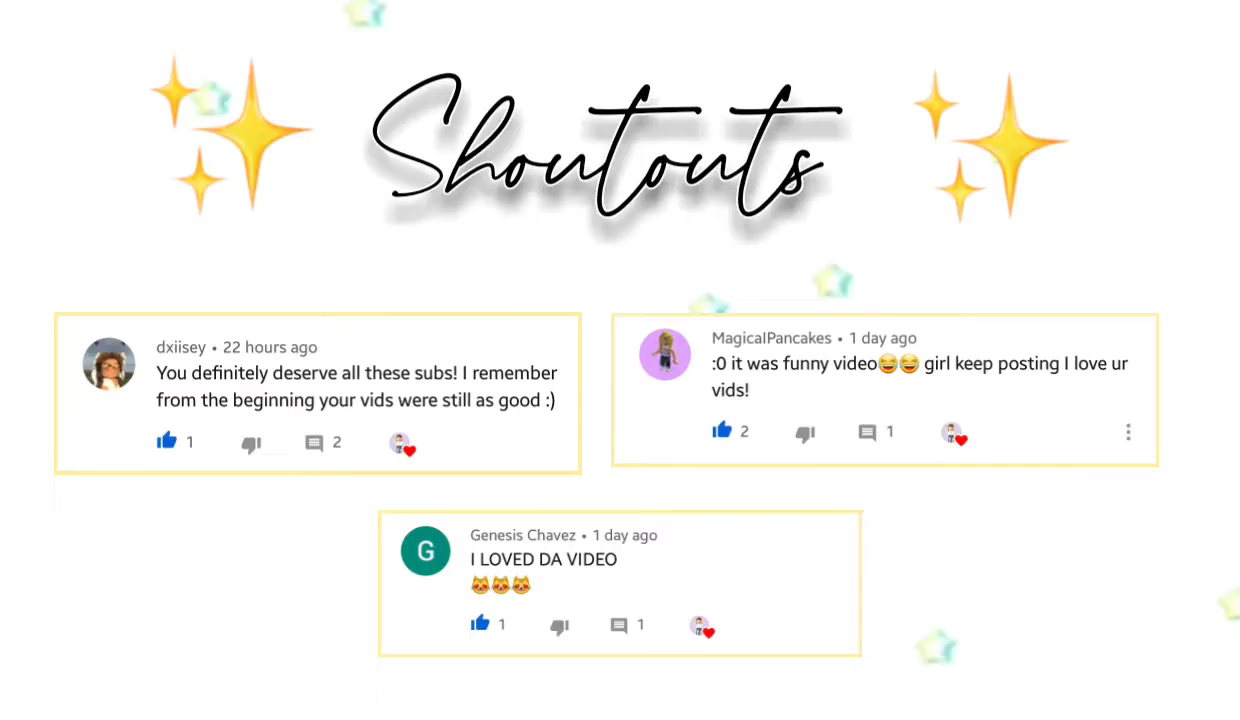 Shoutouts
dxiisey • 22 hours ago
You definitely deserve all these subs! I remember
from the beginning your vids were still as good :)
1 2
MagicalPancakes • 1 day ago
:0 it was funny video😆😆 girl keep posting I love ur
vids!
2 1
G
Genesis Chavez • 1 day ago
I LOVED DA VIDEO
😻😻😻
1 1